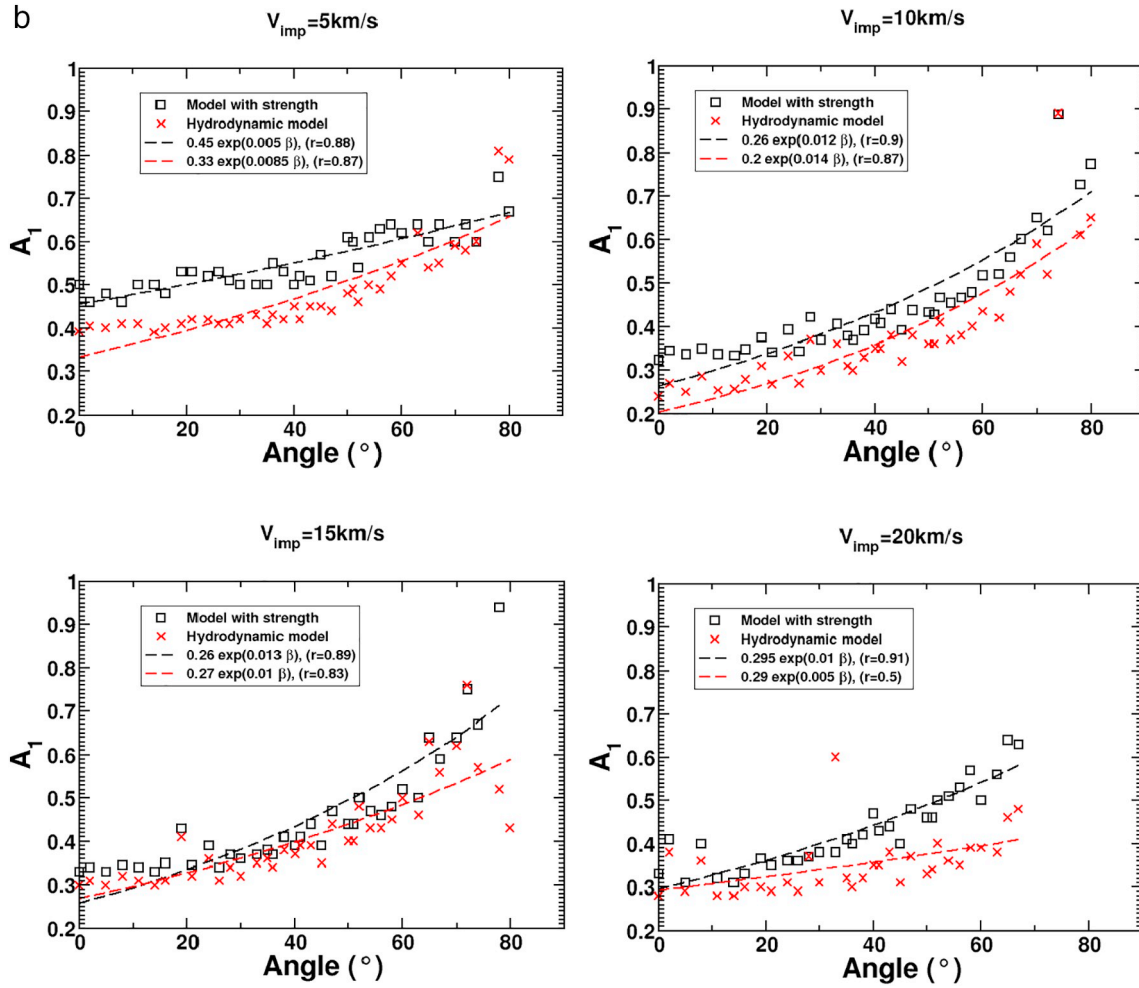 b
V_imp=5km/s
1
0.9
0.8
0.7
0.6
0.5
0.4
0.3
0.2
A_1
Model with strength
Hydrodynamic model
0.45 exp(0.005 β), (r=0.88)
0.33 exp(0.0085 β), (r=0.87)
0 20 40 60 80
Angle (°)
V_imp=10km/s
1
0.9
0.8
0.7
0.6
0.5
0.4
0.3
0.2
A_1
Model with strength
Hydrodynamic model
0.26 exp(0.012 β), (r=0.9)
0.2 exp(0.014 β), (r=0.87)
0 20 40 60 80
Angle (°)
V_imp=15km/s
1
0.9
0.8
0.7
0.6
0.5
0.4
0.3
0.2
A_1
Model with strength
Hydrodynamic model
0.26 exp(0.013 β), (r=0.89)
0.27 exp(0.01 β), (r=0.83)
0 20 40 60 80
Angle (°)
V_imp=20km/s
1
0.9
0.8
0.7
0.6
0.5
0.4
0.3
0.2
A_1
Model with strength
Hydrodynamic model
0.295 exp(0.01 β), (r=0.91)
0.29 exp(0.005 β), (r=0.5)
0 20 40 60 80
Angle (°)